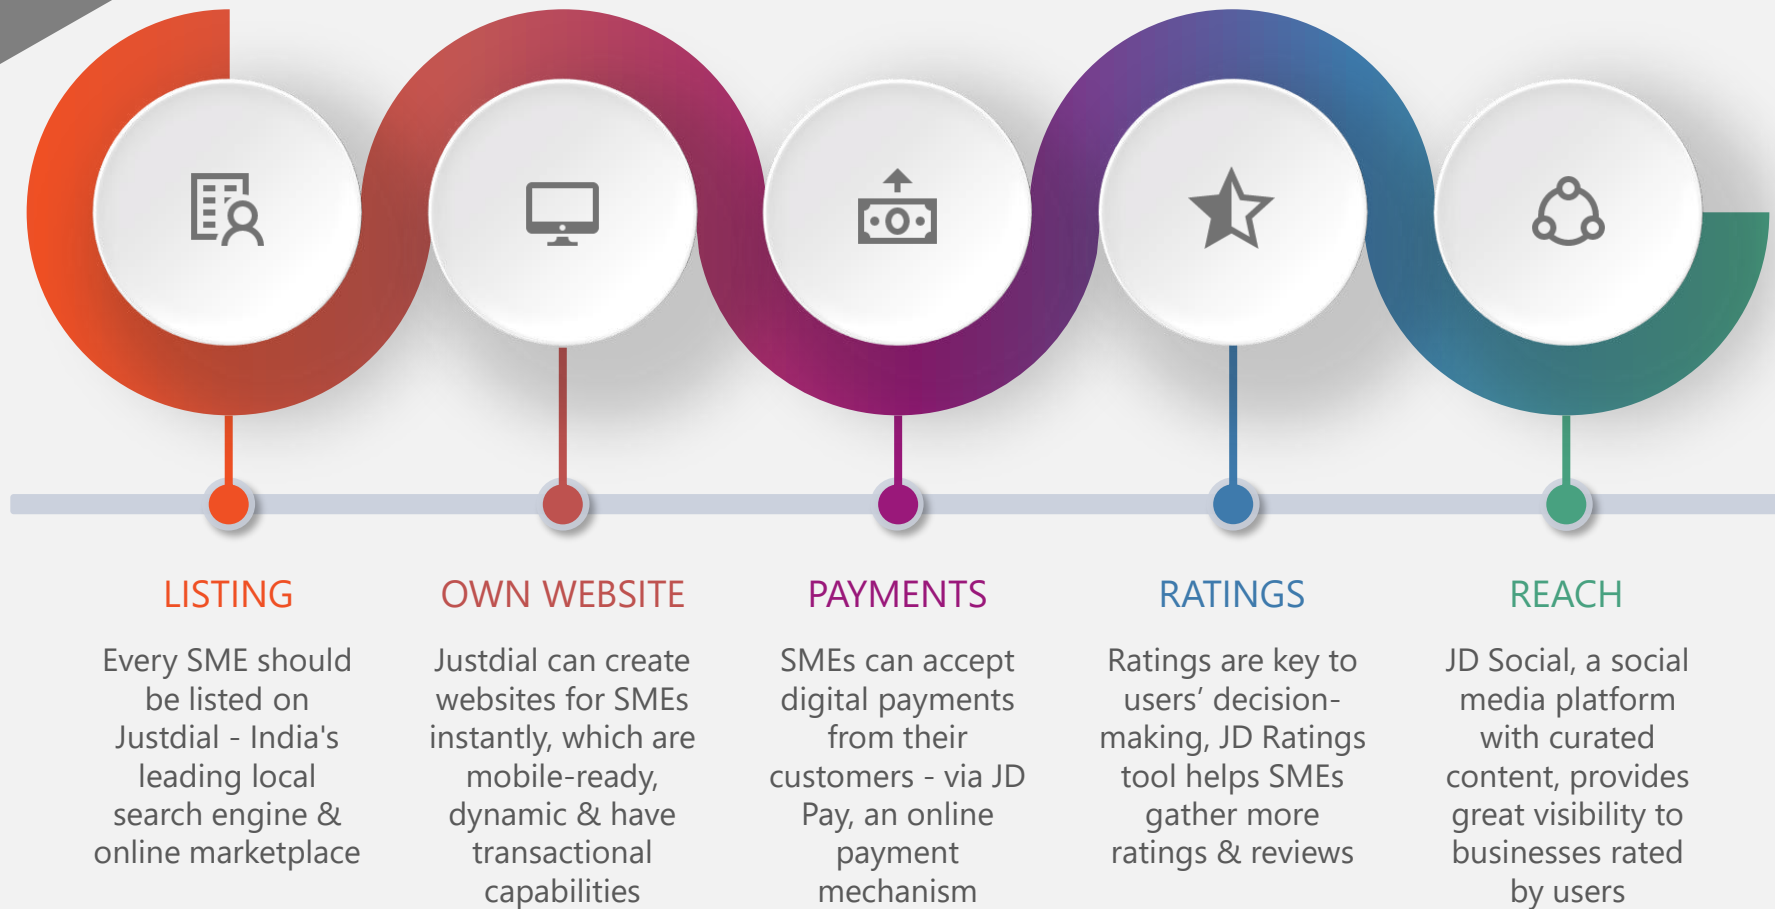 LISTING
Every SME should
be listed on
Justdial - India's
leading local
search engine &
online marketplace
OWN WEBSITE
Justdial can create
websites for SMEs
instantly, which are
mobile-ready,
dynamic & have
transactional
capabilities
PAYMENTS
SMEs can accept
digital payments
from their
customers - via JD
Pay, an online
payment
mechanism
RATINGS
Ratings are key to
users’ decision-
making, JD Ratings
tool helps SMEs
gather more
ratings & reviews
REACH
JD Social, a social
media platform
with curated
content, provides
great visibility to
businesses rated
by users